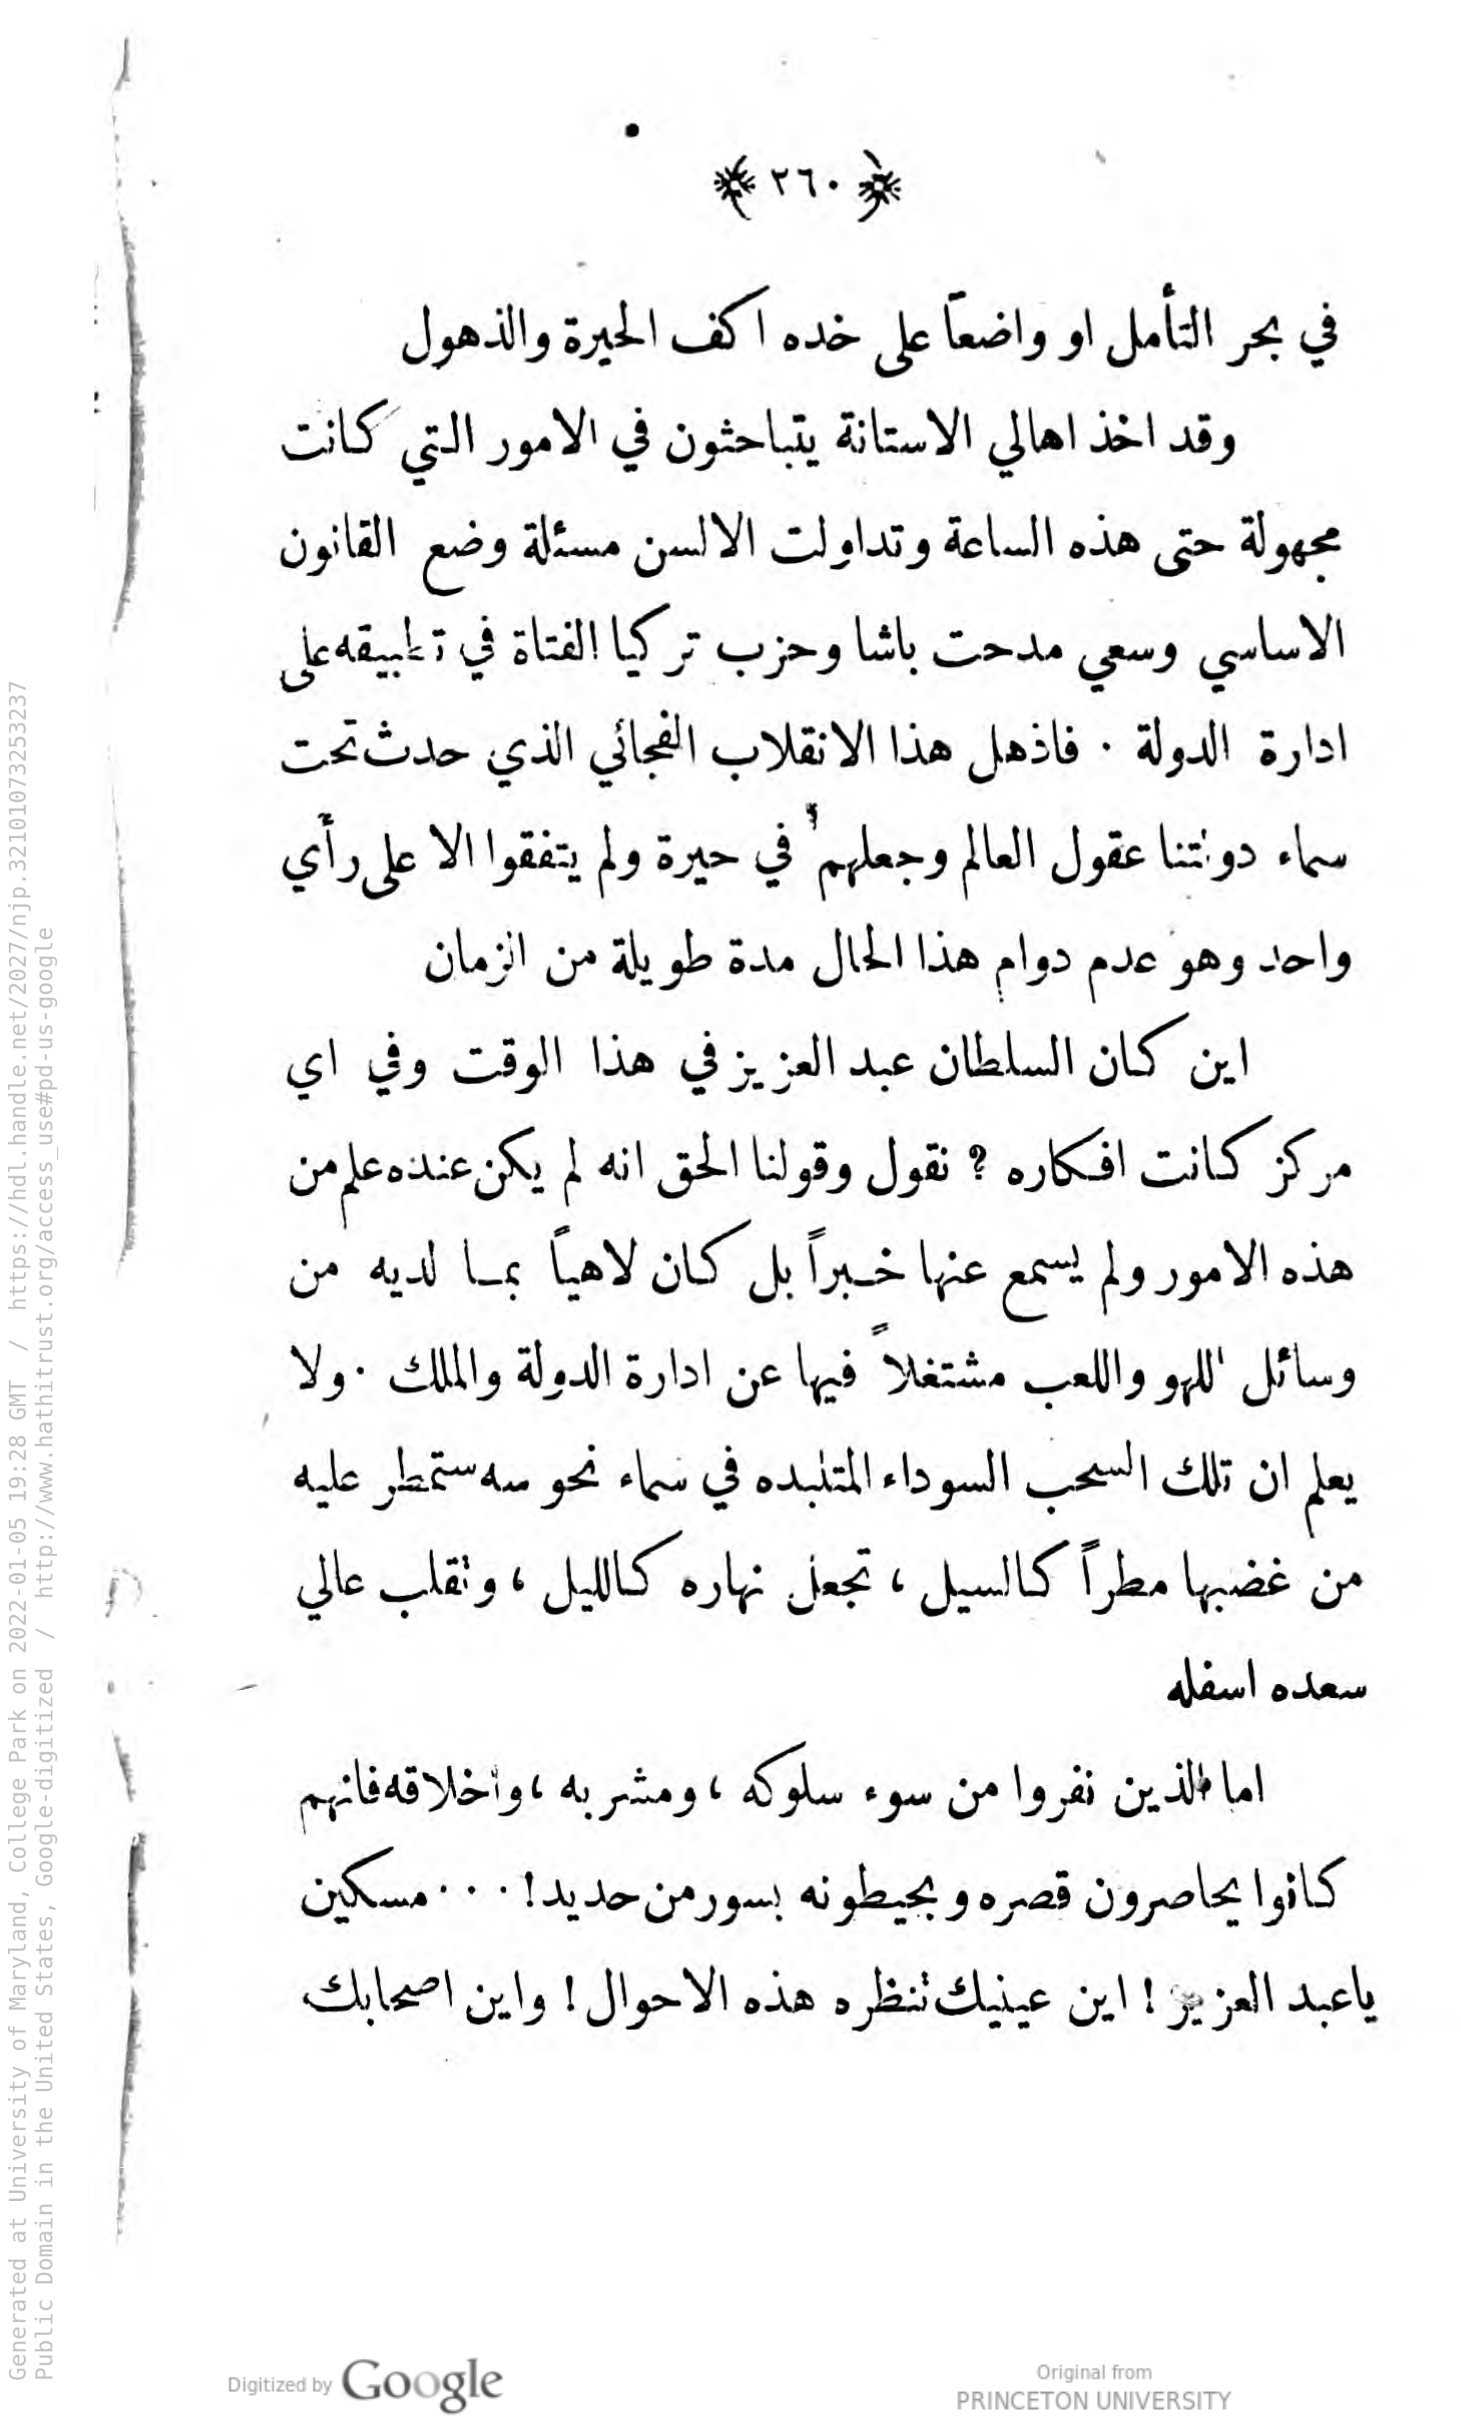 ٢٦٠
في بحر التأمل او واضعاً على خده اكف الحيرة والذهول
وقد اخذ اهالي الاستانة يتباحثون في الامور التي كانت
مجهولة حتى هذه الساعة وتداولت الالسن مسئلة وضع القانون
الاساسي وسعي مدحت باشا وحزب تركيا الفتاة في تطبيقه على
ادارة الدولة . فاذهل هذا الانقلاب الفجائي الذي حدث تحت
سماء دولتنا عقول العالم وجعلهم في حيرة ولم يتفقوا الا على رأي
واحد وهو عدم دوام هذا الحال مدة طويلة من الزمان
اين كان السلطان عبد العزيز في هذا الوقت وفي اي
مركز كانت افكاره ؟ نقول وقولنا الحق انه لم يكن عنده علم من
هذه الامور ولم يسمع عنها خبراً بل كان لاهياً بما لديه من
وسائل اللهو واللعب مشتغلاً فيها عن ادارة الدولة والملك . ولا
يعلم ان تلك السحب السوداء المتلبده في سماء نحوسه ستمطر عليه
من غضبها مطراً كالسيل ، تجعل نهاره كالليل ، وتقلب عالي
سعده اسفله
اما الذين نفروا من سوء سلوكه ، ومشربه ، وأخلاقه فانهم
كانوا يحاصرون قصره ويحيطونه بسور من حديد ! . . . مسكين
ياعبد العزيز ! اين عينيك تنظره هذه الاحوال ! واين اصحابك
Generated at University of Maryland, College Park on 2022-01-05 19:28 GMT / https://hdl.handle.net/2027/njp.32101073253237
Public Domain in the United States, Google-digitized / http://www.hathitrust.org/access_use#pd-us-google
Digitized by Google
Original from
PRINCETON UNIVERSITY